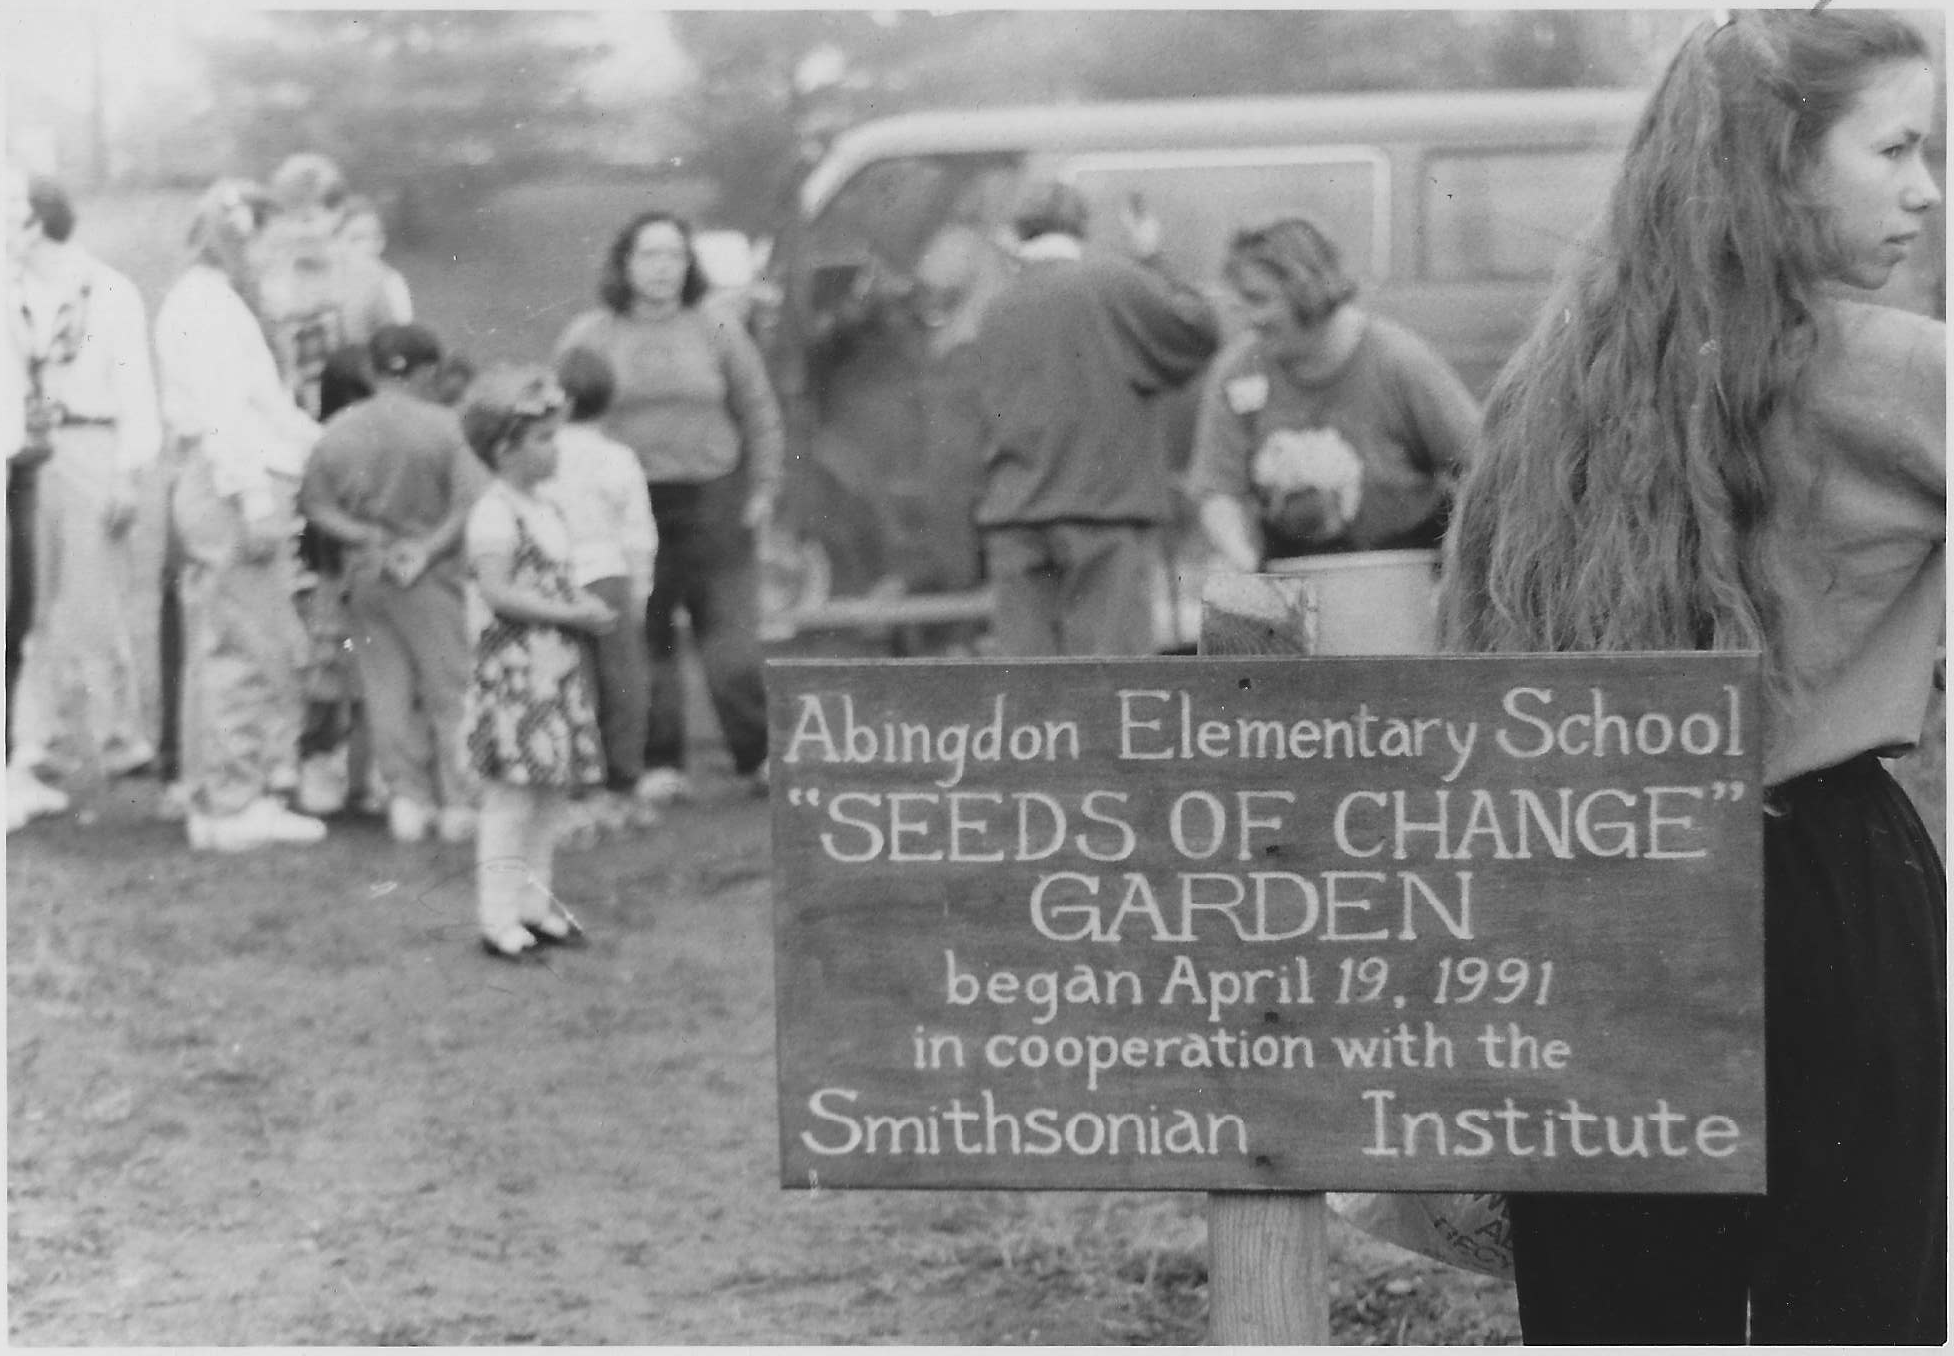 Abingdon Elementary School
“SEEDS OF CHANGE”
GARDEN
began April 19, 1991
in cooperation with the
Smithsonian Institute